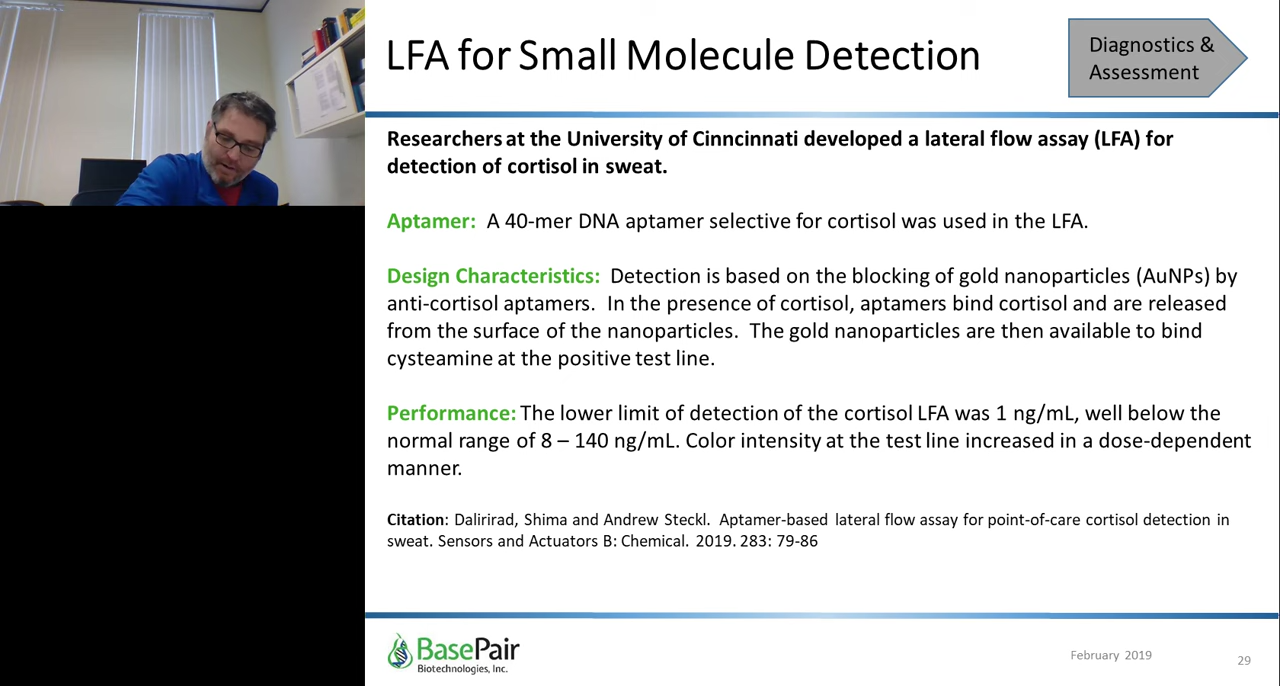 LFA for Small Molecule Detection
Diagnostics &
Assessment
Researchers at the University of Cinncinnati developed a lateral flow assay (LFA) for
detection of cortisol in sweat.
Aptamer: A 40-mer DNA aptamer selective for cortisol was used in the LFA.
Design Characteristics: Detection is based on the blocking of gold nanoparticles (AuNPs) by
anti-cortisol aptamers. In the presence of cortisol, aptamers bind cortisol and are released
from the surface of the nanoparticles. The gold nanoparticles are then available to bind
cysteamine at the positive test line.
Performance: The lower limit of detection of the cortisol LFA was 1 ng/mL, well below the
normal range of 8 – 140 ng/mL. Color intensity at the test line increased in a dose-dependent
manner.
Citation: Dalirirad, Shima and Andrew Steckl. Aptamer-based lateral flow assay for point-of-care cortisol detection in
sweat. Sensors and Actuators B: Chemical. 2019. 283: 79-86
BasePair
Biotechnologies, Inc.
February 2019
29